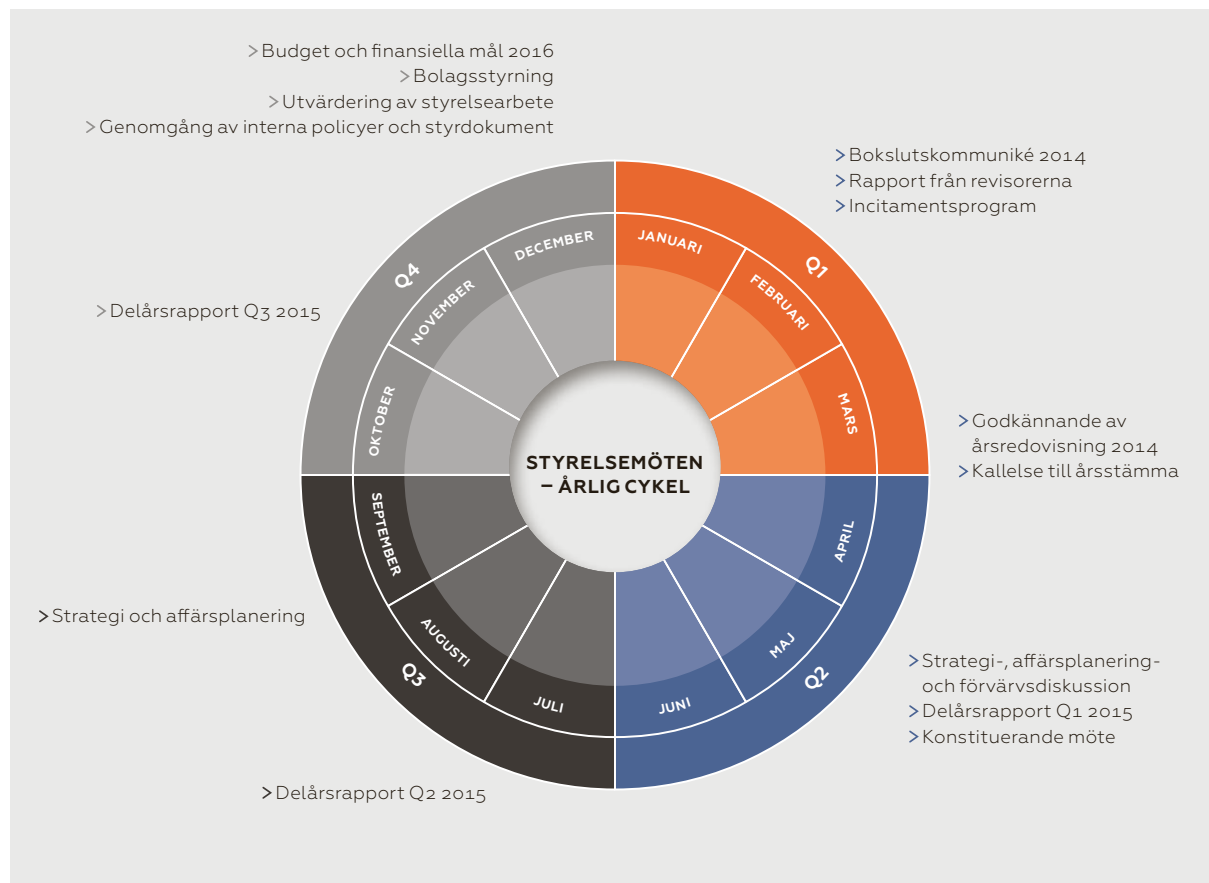 > Budget och finansiella mål 2016
> Bolagsstyrning
> Utvärdering av styrelsearbete
> Genomgång av interna policyer och styrdokument
> Bokslutskommuniké 2014
> Rapport från revisorerna
> Incitamentsprogram
> Godkännande av
årsredovisning 2014
> Kallelse till årsstämma
> Strategi-, affärsplanering-
och förvärvsdiskussion
> Delårsrapport Q1 2015
> Konstituerande möte
> Delårsrapport Q2 2015
> Strategi och affärsplanering
> Delårsrapport Q3 2015
Q1
JANUARI
FEBRUARI
MARS
Q2
APRIL
MAJ
JUNI
Q3
JULI
AUGUSTI
SEPTEMBER
Q4
OKTOBER
NOVEMBER
DECEMBER
STYRELSEMÖTEN
– ÅRLIG CYKEL